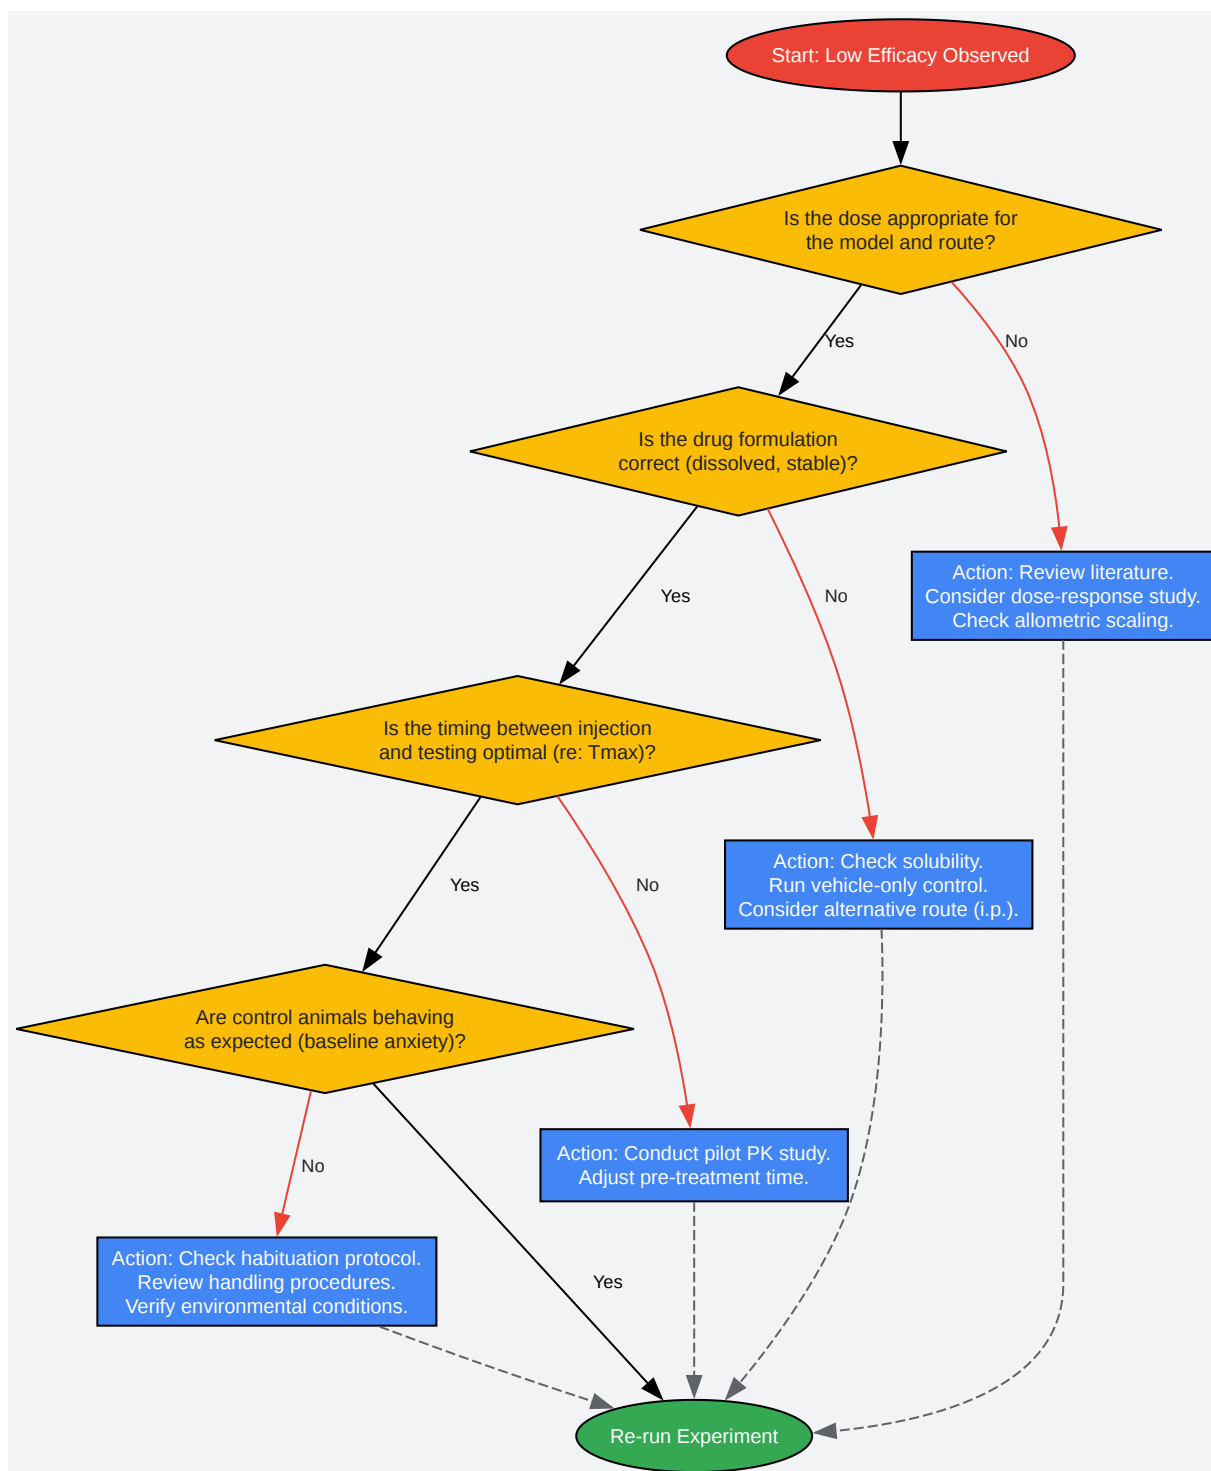 Start: Low Efficacy Observed
Is the dose appropriate for
the model and route?
Yes
No
Is the drug formulation
correct (dissolved, stable)?
Action: Review literature.
Consider dose-response study.
Check allometric scaling.
Yes
No
Is the timing between injection
and testing optimal (re: Tmax)?
Action: Check solubility.
Run vehicle-only control.
Consider alternative route (i.p.).
Yes
No
Are control animals behaving
as expected (baseline anxiety)?
Action: Conduct pilot PK study.
Adjust pre-treatment time.
No
Action: Check habituation protocol.
Review handling procedures.
Verify environmental conditions.
Yes
Re-run Experiment